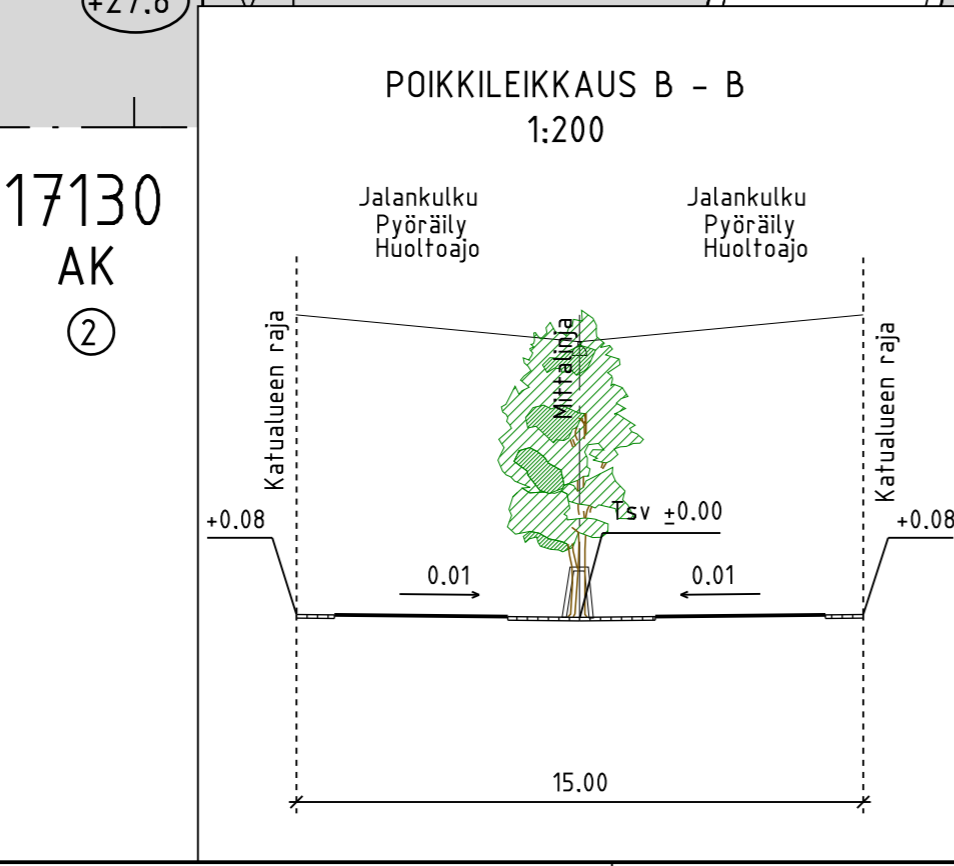 +27.8
17130
AK
2
POIKKILEIKKAUS B - B
1:200
Jalankulku
Pyöräily
Huoltoajo
Jalankulku
Pyöräily
Huoltoajo
Katualueen raja
Mittalinja
Katualueen raja
+0.08
Tsv ±0.00
+0.08
0.01
0.01
15.00